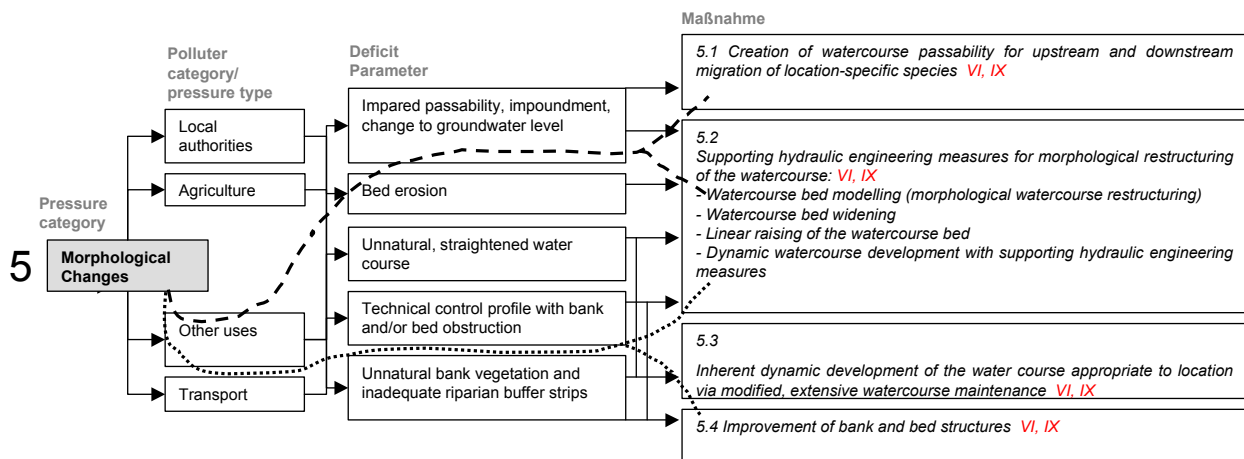 Maßnahme
Polluter
category/
pressure type
Deficit
Parameter
5.1 Creation of watercourse passability for upstream and downstream
migration of location-specific species VI, IX
Impared passability, impoundment,
change to groundwater level
Local
authorities
5.2
Supporting hydraulic engineering measures for morphological restructuring
of the watercourse: VI, IX
- Watercourse bed modelling (morphological watercourse restructuring)
- Watercourse bed widening
- Linear raising of the watercourse bed
- Dynamic watercourse development with supporting hydraulic engineering
measures
Agriculture
Bed erosion
Pressure
category
5
Morphological
Changes
Unnatural, straightened water
course
Technical control profile with bank
and/or bed obstruction
Other uses
5.3
Inherent dynamic development of the water course appropriate to location
via modified, extensive watercourse maintenance VI, IX
Unnatural bank vegetation and
inadequate riparian buffer strips
Transport
5.4 Improvement of bank and bed structures VI, IX